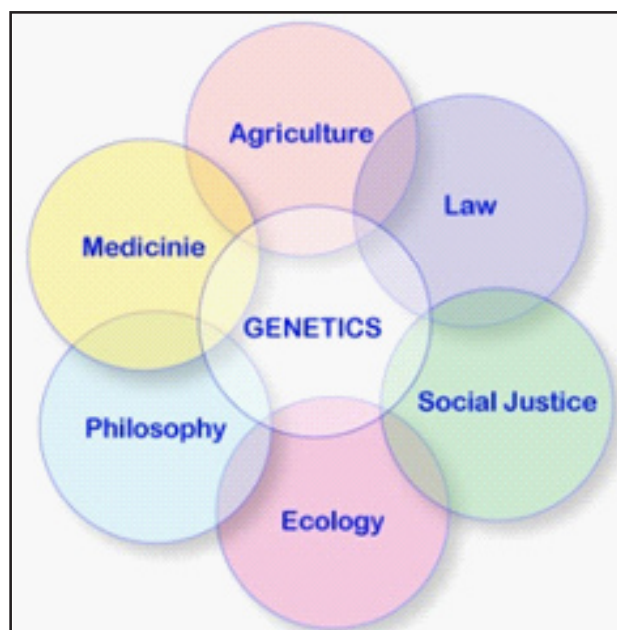 Agriculture
Law
Medicinie
GENETICS
Social Justice
Philosophy
Ecology